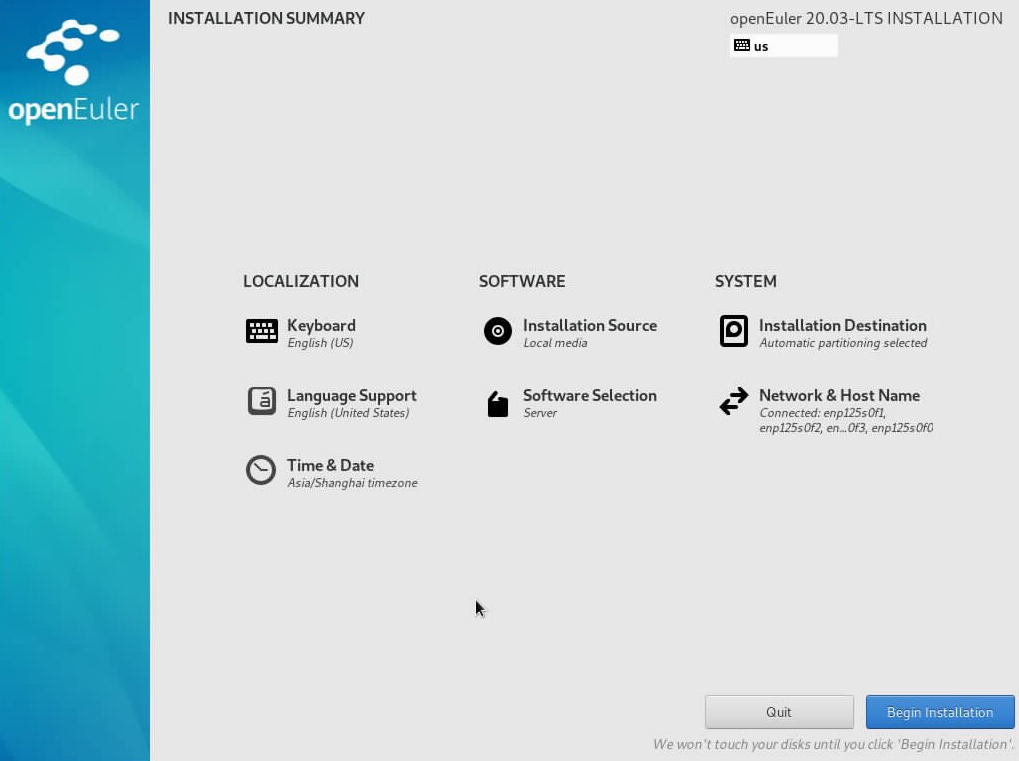 openEuler
INSTALLATION SUMMARY
openEuler 20.03-LTS INSTALLATION
us
LOCALIZATION
Keyboard
English (US)
Language Support
English (United States)
Time & Date
Asia/Shanghai timezone
SOFTWARE
Installation Source
Local media
Software Selection
Server
SYSTEM
Installation Destination
Automatic partitioning selected
Network & Host Name
Connected: enp125s0f1,
enp125s0f2, en...0f3, enp125s0f0
Quit
Begin Installation
We won't touch your disks until you click 'Begin Installation'.